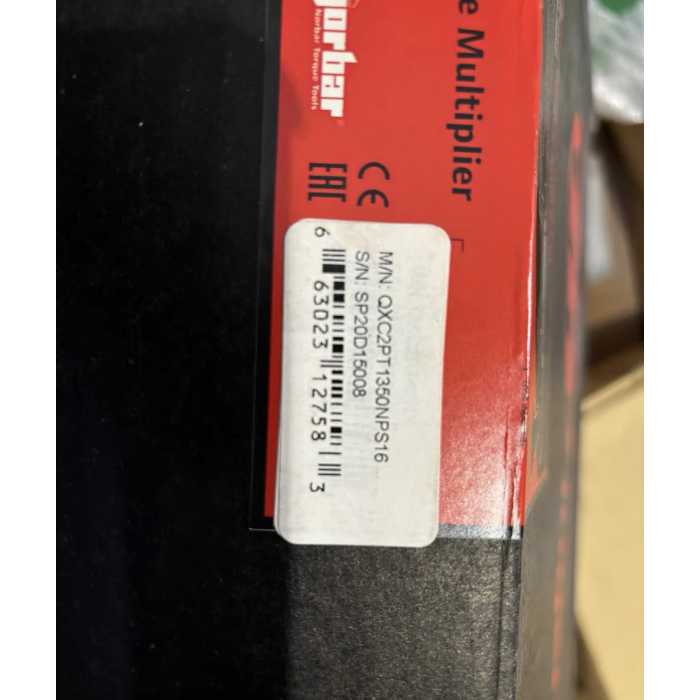 e Multiplier
norbar
Norbar Torque Tools
CE
EAC
M/N: QXC2PT1350NPS16
S/N: SP20D15008
6 63023 12758 3